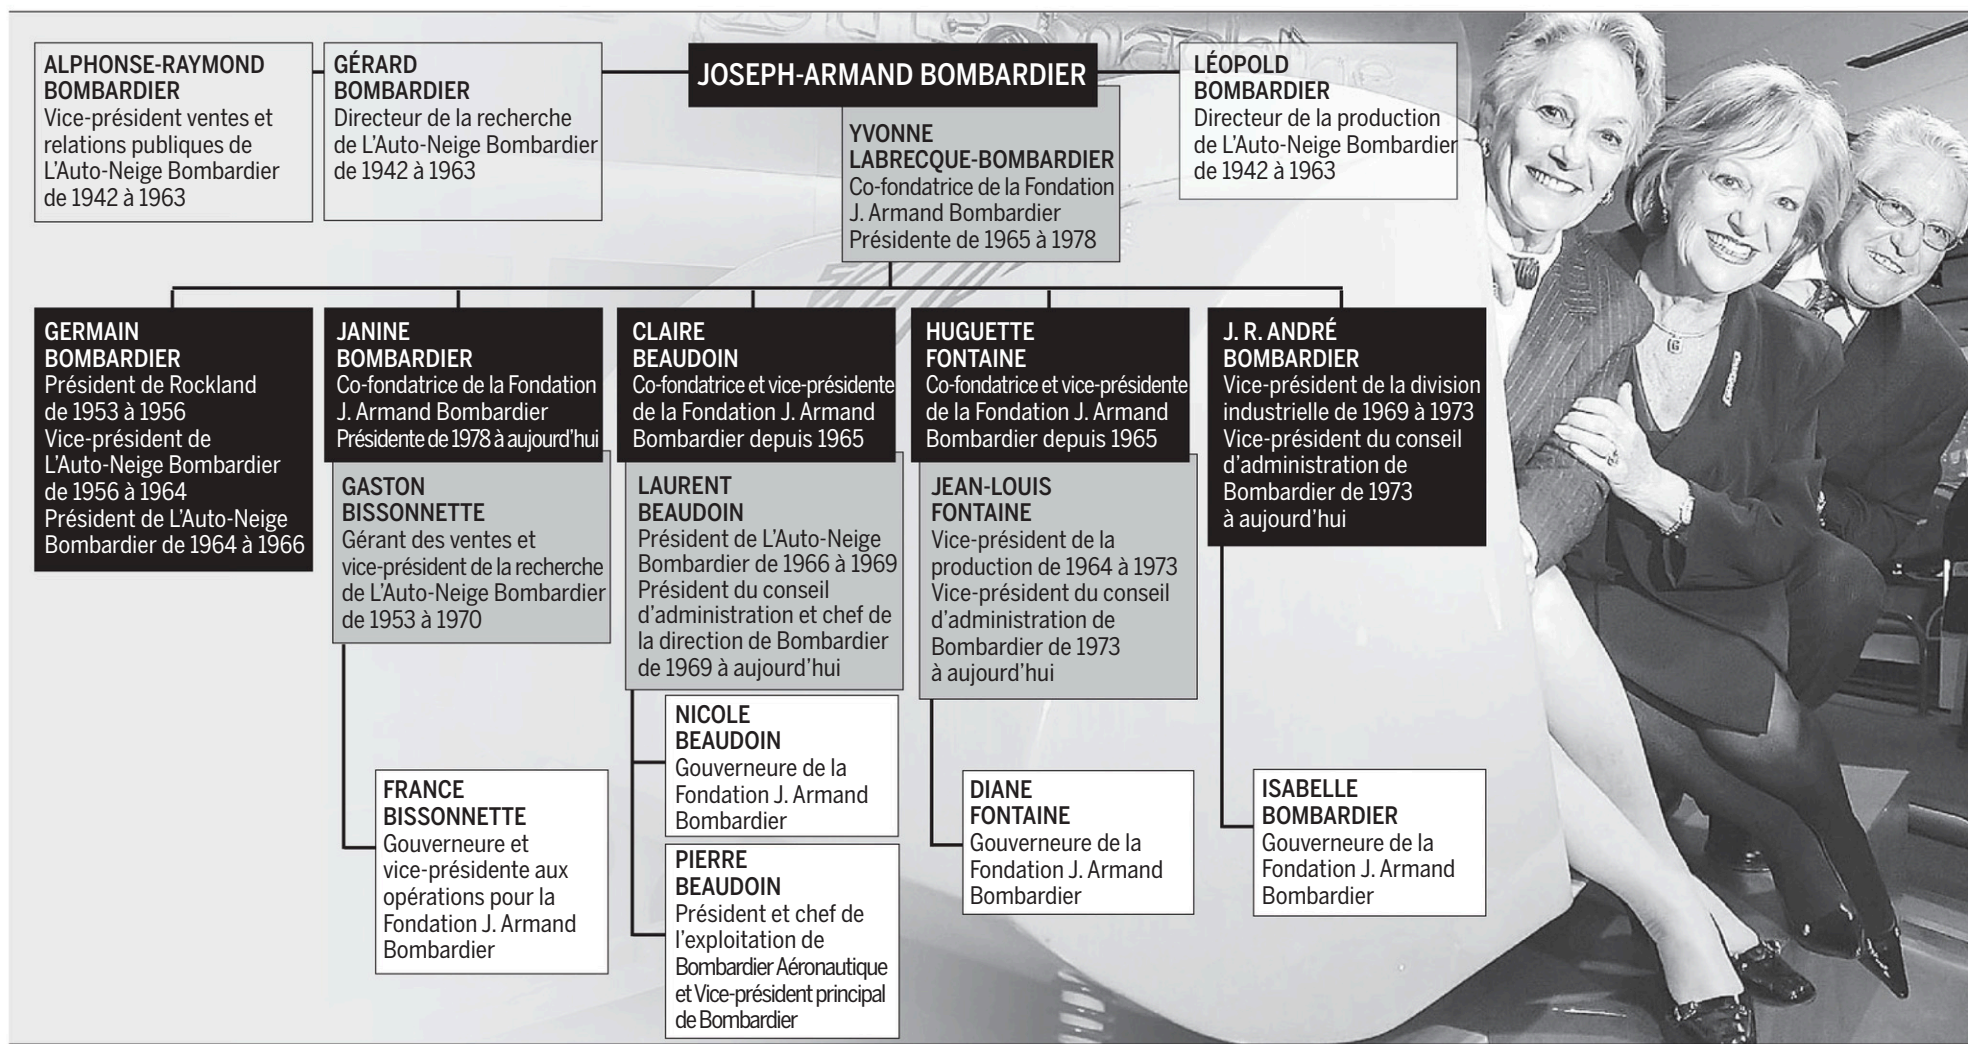 ALPHONSE-RAYMOND
BOMBARDIER
Vice-président ventes et
relations publiques de
L'Auto-Neige Bombardier
de 1942 à 1963
GÉRARD
BOMBARDIER
Directeur de la recherche
de L'Auto-Neige Bombardier
de 1942 à 1963
JOSEPH-ARMAND BOMBARDIER
YVONNE
LABRECQUE-BOMBARDIER
Co-fondatrice de la Fondation
J. Armand Bombardier
Présidente de 1965 à 1978
LÉOPOLD
BOMBARDIER
Directeur de la production
de L'Auto-Neige Bombardier
de 1942 à 1963
GERMAIN
BOMBARDIER
Président de Rockland
de 1953 à 1956
Vice-président de
L'Auto-Neige Bombardier
de 1956 à 1964
Président de L'Auto-Neige
Bombardier de 1964 à 1966
JANINE
BOMBARDIER
Co-fondatrice de la Fondation
J. Armand Bombardier
Présidente de 1978 à aujourd'hui
GASTON
BISSONNETTE
Gérant des ventes et
vice-président de la recherche
de L'Auto-Neige Bombardier
de 1953 à 1970
FRANCE
BISSONNETTE
Gouverneure et
vice-présidente aux
opérations pour la
Fondation J. Armand
Bombardier
CLAIRE
BEAUDOIN
Co-fondatrice et vice-présidente
de la Fondation J. Armand
Bombardier depuis 1965
LAURENT
BEAUDOIN
Président de L'Auto-Neige
Bombardier de 1966 à 1969
Président du conseil
d'administration et chef de
la direction de Bombardier
de 1969 à aujourd'hui
NICOLE
BEAUDOIN
Gouverneure de la
Fondation J. Armand
Bombardier
PIERRE
BEAUDOIN
Président et chef de
l'exploitation de
Bombardier Aéronautique
et Vice-président principal
de Bombardier
HUGUETTE
FONTAINE
Co-fondatrice et vice-présidente
de la Fondation J. Armand
Bombardier depuis 1965
JEAN-LOUIS
FONTAINE
Vice-président de la
production de 1964 à 1973
Vice-président du conseil
d'administration de
Bombardier de 1973
à aujourd'hui
DIANE
FONTAINE
Gouverneure de la
Fondation J. Armand
Bombardier
J. R. ANDRÉ
BOMBARDIER
Vice-président de la division
industrielle de 1969 à 1973
Vice-président du conseil
d'administration de
Bombardier de 1973
à aujourd'hui
ISABELLE
BOMBARDIER
Gouverneure de la
Fondation J. Armand
Bombardier